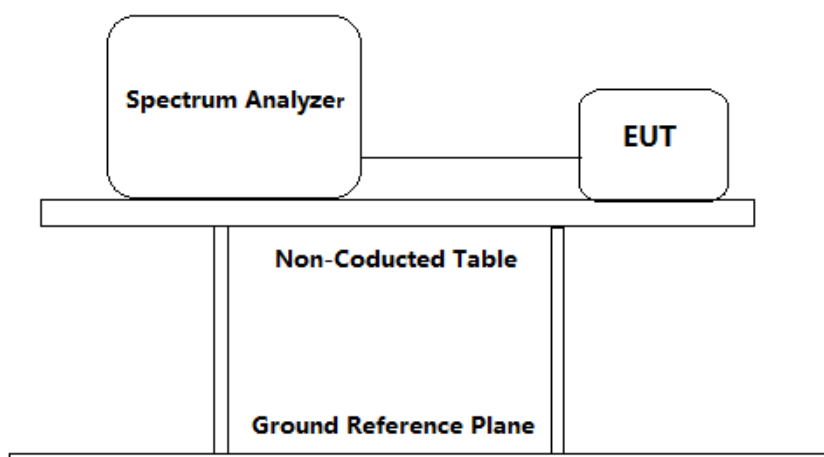 Spectrum Analyzer
EUT
Non-Coducted Table
Ground Reference Plane